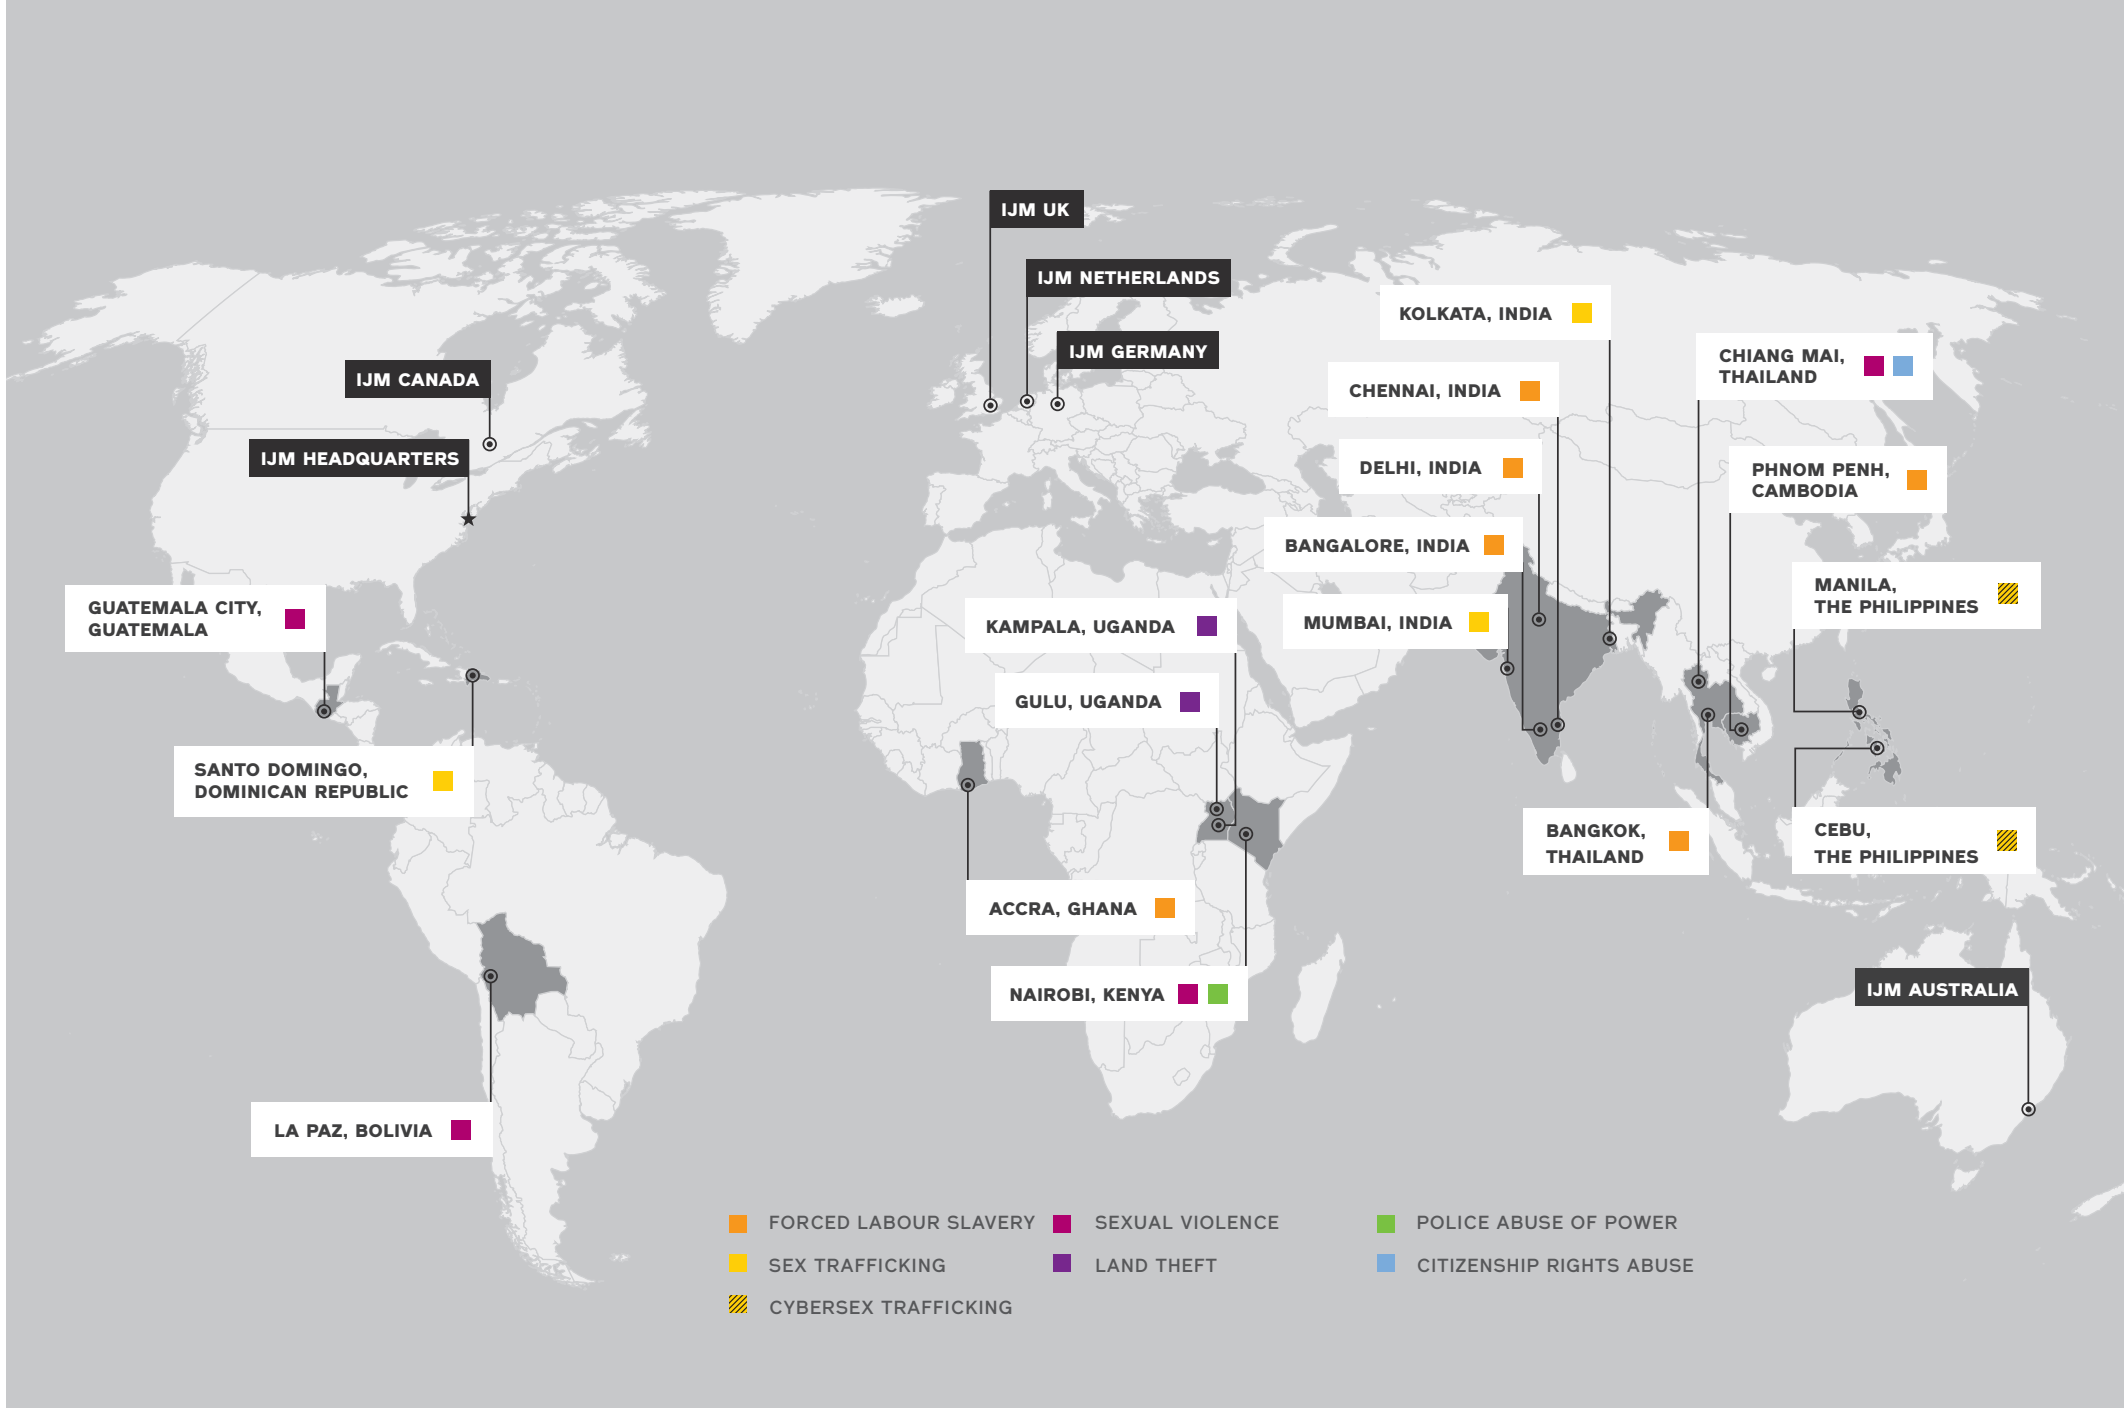 IJM UK
IJM NETHERLANDS
IJM GERMANY
IJM CANADA
IJM HEADQUARTERS
KOLKATA, INDIA
CHENNAI, INDIA
DELHI, INDIA
BANGALORE, INDIA
MUMBAI, INDIA
CHIANG MAI,
THAILAND
PHNOM PENH,
CAMBODIA
MANILA,
THE PHILIPPINES
GUATEMALA CITY,
GUATEMALA
SANTO DOMINGO,
DOMINICAN REPUBLIC
KAMPALA, UGANDA
GULU, UGANDA
BANGKOK,
THAILAND
CEBU,
THE PHILIPPINES
ACCRA, GHANA
NAIROBI, KENYA
IJM AUSTRALIA
LA PAZ, BOLIVIA
FORCED LABOUR SLAVERY
SEX TRAFFICKING
CYBERSEX TRAFFICKING
SEXUAL VIOLENCE
LAND THEFT
POLICE ABUSE OF POWER
CITIZENSHIP RIGHTS ABUSE